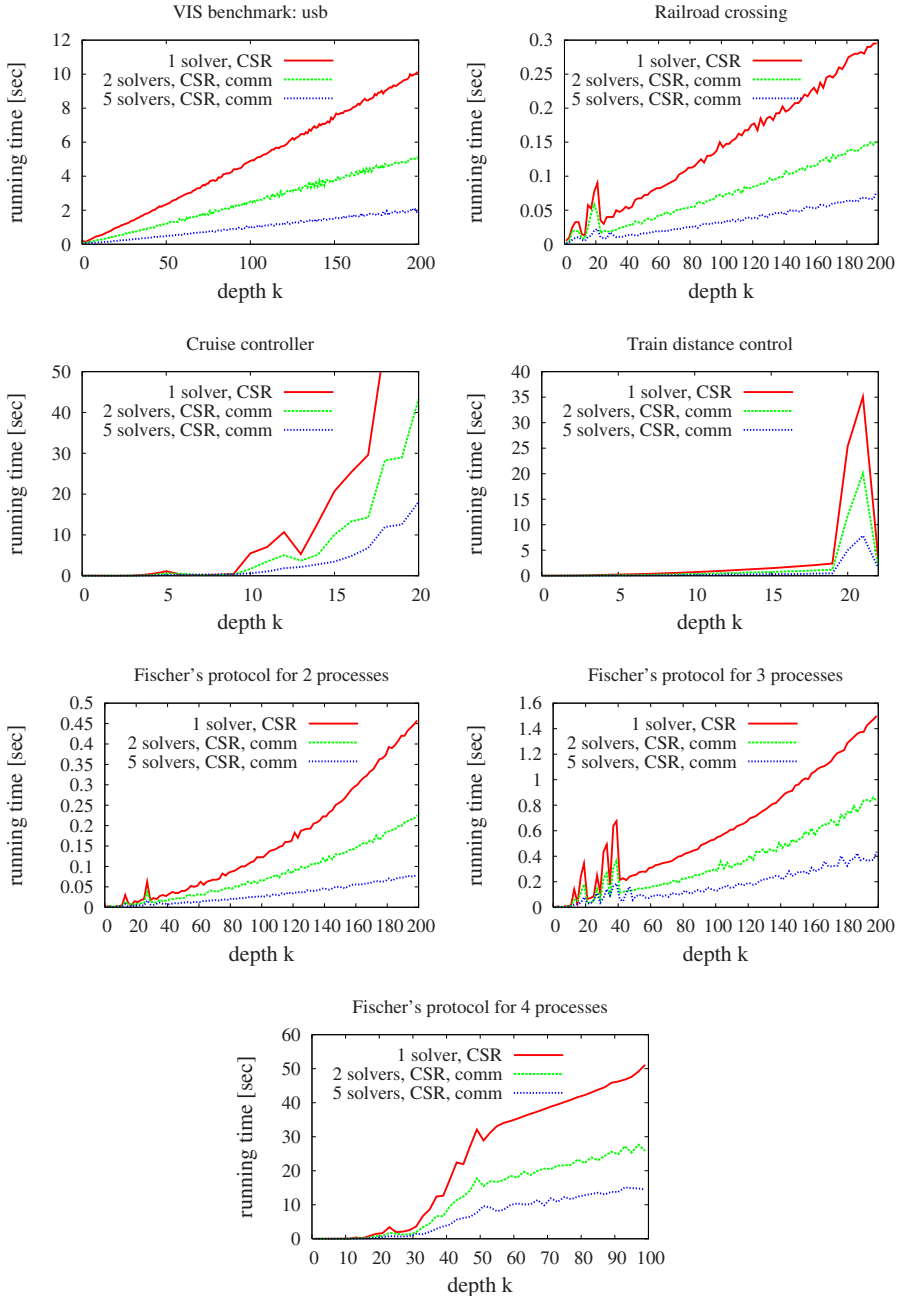 VIS benchmark: usb
12
10
8
6
4
2
0
running time [sec]
1 solver, CSR
2 solvers, CSR, comm
5 solvers, CSR, comm
0 50 100 150 200
depth k
Railroad crossing
0.3
0.25
0.2
0.15
0.1
0.05
0
running time [sec]
1 solver, CSR
2 solvers, CSR, comm
5 solvers, CSR, comm
0 20 40 60 80 100 120 140 160 180 200
depth k
Cruise controller
50
40
30
20
10
0
running time [sec]
1 solver, CSR
2 solvers, CSR, comm
5 solvers, CSR, comm
0 5 10 15 20
depth k
Train distance control
40
35
30
25
20
15
10
5
0
running time [sec]
1 solver, CSR
2 solvers, CSR, comm
5 solvers, CSR, comm
0 5 10 15 20
depth k
Fischer's protocol for 2 processes
0.5
0.45
0.4
0.35
0.3
0.25
0.2
0.15
0.1
0.05
0
running time [sec]
1 solver, CSR
2 solvers, CSR, comm
5 solvers, CSR, comm
0 20 40 60 80 100 120 140 160 180 200
depth k
Fischer's protocol for 3 processes
1.6
1.4
1.2
1
0.8
0.6
0.4
0.2
0
running time [sec]
1 solver, CSR
2 solvers, CSR, comm
5 solvers, CSR, comm
0 20 40 60 80 100 120 140 160 180 200
depth k
Fischer's protocol for 4 processes
60
50
40
30
20
10
0
running time [sec]
1 solver, CSR
2 solvers, CSR, comm
5 solvers, CSR, comm
0 10 20 30 40 50 60 70 80 90 100
depth k